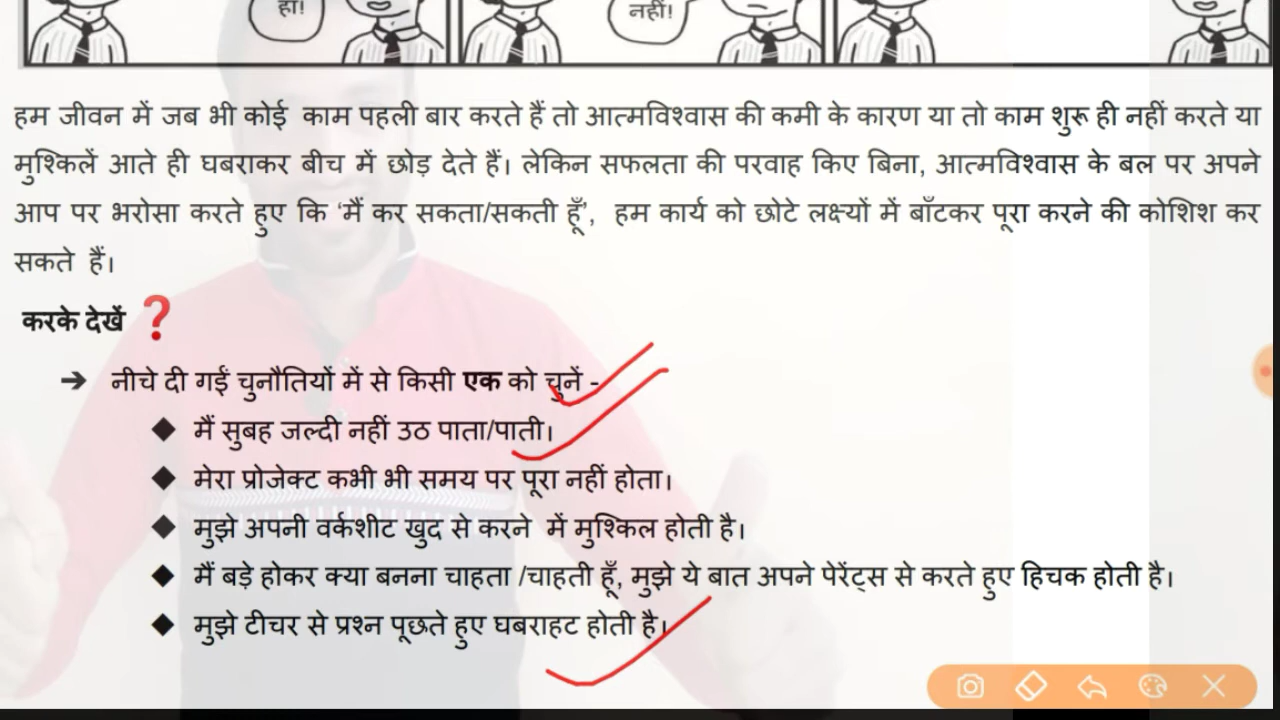 हाँ!
नहीं!
हम जीवन में जब भी कोई काम पहली बार करते हैं तो आत्मविश्वास की कमी के कारण या तो काम शुरू ही नहीं करते या
मुश्किलें आते ही घबराकर बीच में छोड़ देते हैं। लेकिन सफलता की परवाह किए बिना, आत्मविश्वास के बल पर अपने
आप पर भरोसा करते हुए कि ‘मैं कर सकता/सकती हूँ’, हम कार्य को छोटे लक्ष्यों में बाँटकर पूरा करने की कोशिश कर
सकते हैं।
करके देखें ❓
➔ नीचे दी गईं चुनौतियों में से किसी एक को चुनें -
◆ मैं सुबह जल्दी नहीं उठ पाता/पाती।
◆ मेरा प्रोजेक्ट कभी भी समय पर पूरा नहीं होता।
◆ मुझे अपनी वर्कशीट खुद से करने में मुश्किल होती है।
◆ मैं बड़े होकर क्या बनना चाहता /चाहती हूँ, मुझे ये बात अपने पेरेंट्स से करते हुए हिचक होती है।
◆ मुझे टीचर से प्रश्न पूछते हुए घबराहट होती है।